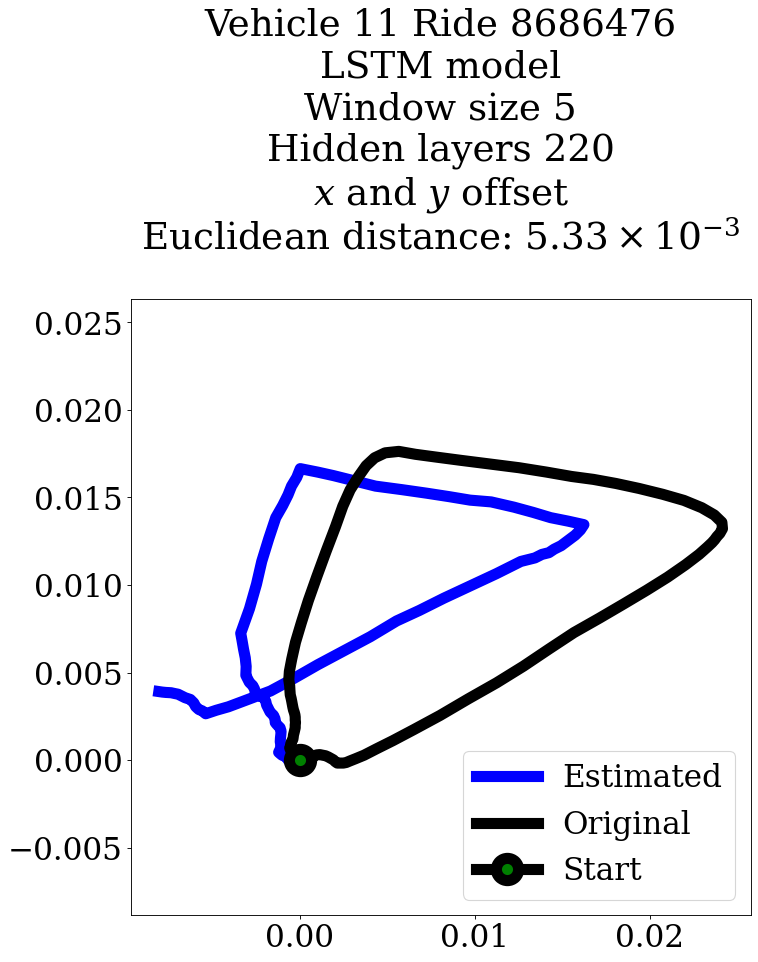 Vehicle 11 Ride 8686476
LSTM model
Window size 5
Hidden layers 220
x and y offset
Euclidean distance: 5.33 × 10⁻³
0.025
0.020
0.015
0.010
0.005
0.000
−0.005
Estimated
Original
Start
0.00 0.01 0.02